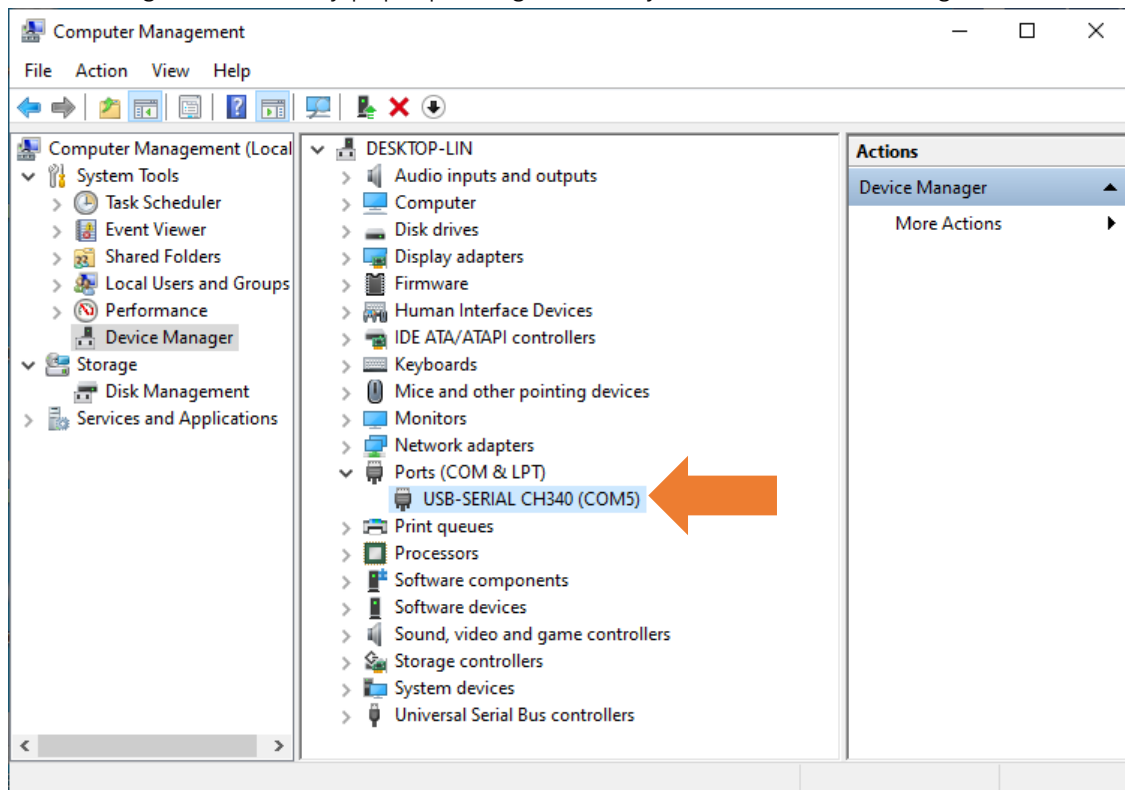 Computer Management
File Action View Help
Computer Management (Local
System Tools
Task Scheduler
Event Viewer
Shared Folders
Local Users and Groups
Performance
Device Manager
Storage
Disk Management
Services and Applications
DESKTOP-LIN
Audio inputs and outputs
Computer
Disk drives
Display adapters
Firmware
Human Interface Devices
IDE ATA/ATAPI controllers
Keyboards
Mice and other pointing devices
Monitors
Network adapters
Ports (COM & LPT)
USB-SERIAL CH340 (COM5)
Print queues
Processors
Software components
Software devices
Sound, video and game controllers
Storage controllers
System devices
Universal Serial Bus controllers
Actions
Device Manager
More Actions